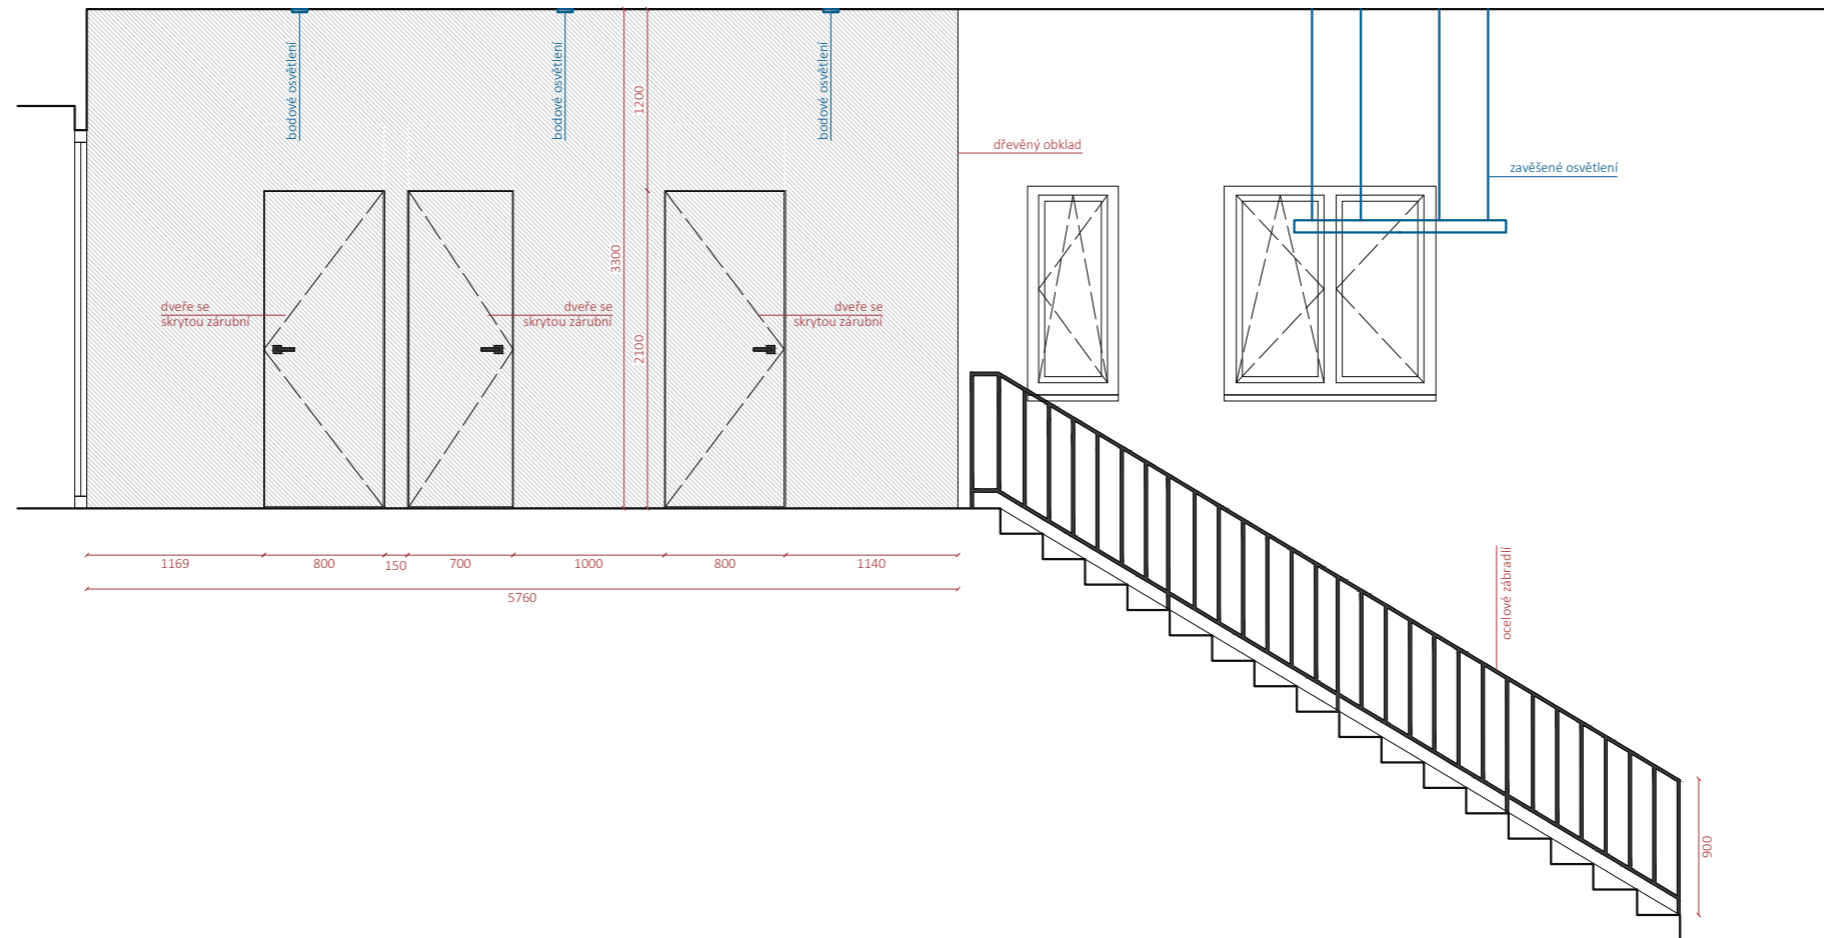 bodové osvětlení
bodové osvětlení
bodové osvětlení
1200
dřevěný obklad
zavěšené osvětlení
3300
dveře se
skrytou zárubní
dveře se
skrytou zárubní
dveře se
skrytou zárubní
2100
1169
800
150
700
1000
800
1140
5760
ocelové zábradlí
900